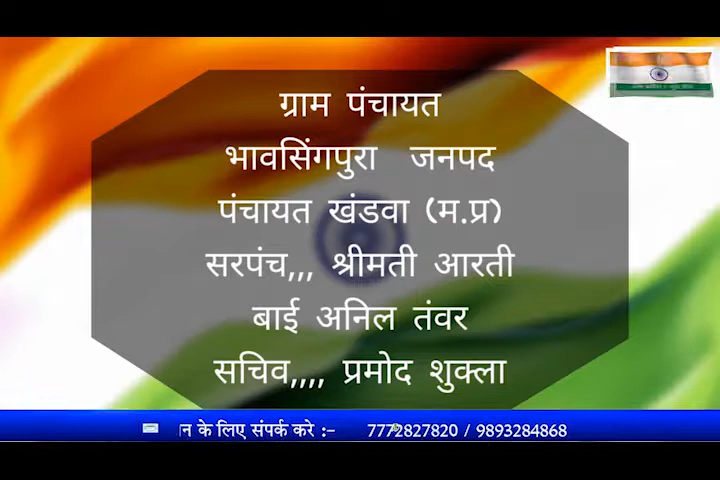 ग्राम पंचायत
भावसिंगपुरा जनपद
पंचायत खंडवा (म.प्र)
सरपंच,,, श्रीमती आरती
बाई अनिल तंवर
सचिव,,,, प्रमोद शुक्ला
के लिए संपर्क करे :- 7772827820 / 9893284868